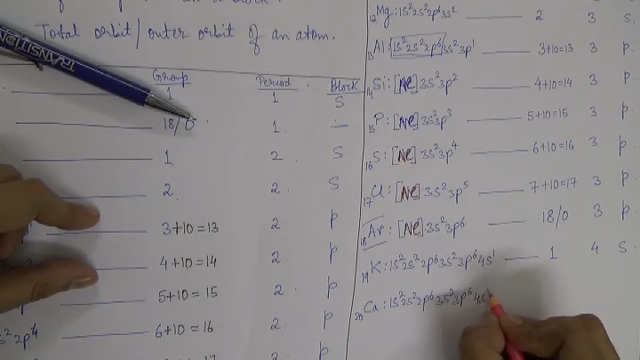 Total orbit/outer orbit of an atom.
TRANSIT
Group Period Block
1 1 S
18/0 1 —
1 2 S
2 2 S
3+10=13 2 p
4+10=14 2 p
5+10=15 2 p
6+10=16 2 p
12Mg: 1s²2s²2p⁶3s² — 2 3 S
13Al: 1s²2s²2p⁶3s²3p¹ — 3+10=13 3 p
14Si: [Ne] 3s²3p² 4+10=14 3 p
15P: [Ne] 3s²3p³ — 5+10=15 3 p
16S: [Ne] 3s²3p⁴ — 6+10=16 3 p
17Cl: [Ne] 3s²3p⁵ — 7+10=17 3 p
18Ar: [Ne] 3s²3p⁶ — 18/0 3 p
19K: 1s²2s²2p⁶3s²3p⁶4s¹ — 1 4 S
20Ca: 1s²2s²2p⁶3s²3p⁶4s